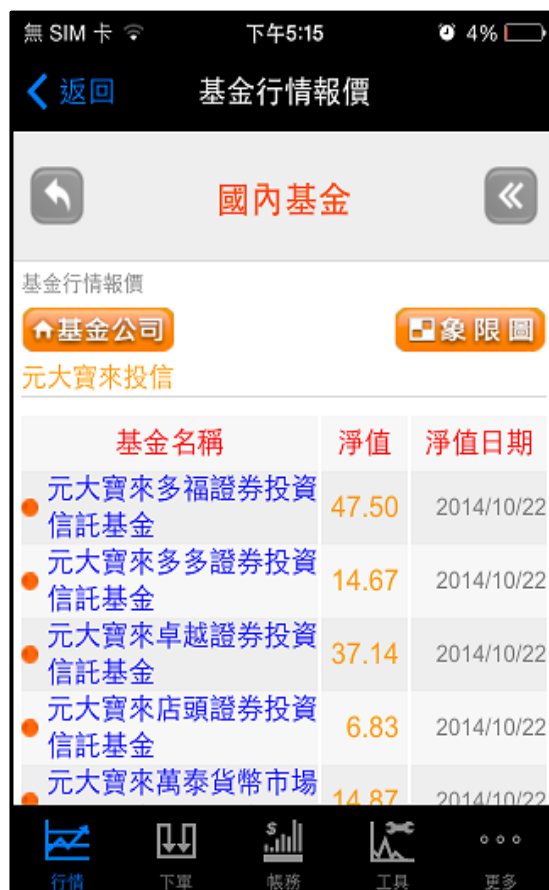 無 SIM 卡 下午5:15 4%
返回 基金行情報價
國內基金
基金行情報價
基金公司 象限圖
元大寶來投信
基金名稱 淨值 淨值日期
元大寶來多福證券投資
信託基金 47.50 2014/10/22
元大寶來多多證券投資
信託基金 14.67 2014/10/22
元大寶來卓越證券投資
信託基金 37.14 2014/10/22
元大寶來店頭證券投資
信託基金 6.83 2014/10/22
元大寶來萬泰貨幣市場
14.87 2014/10/22
行情 下單 帳務 工具 更多